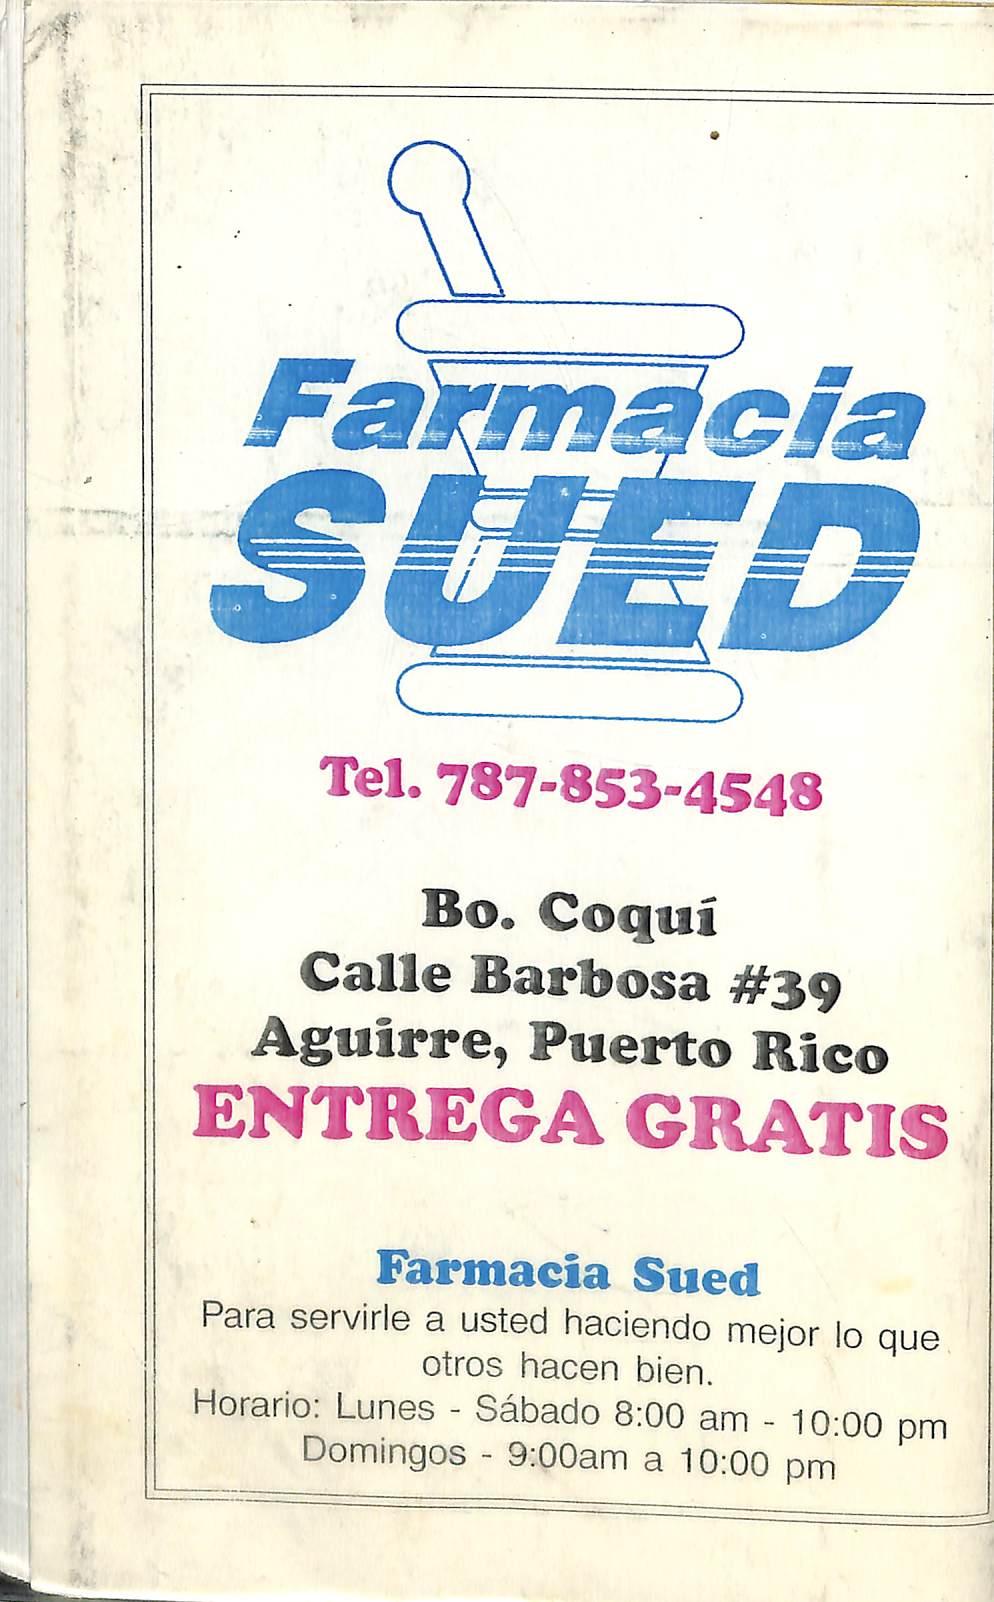 Farmacia
SUED
Tel. 787-853-4548
Bo. Coquí
Calle Barbosa #39
Aguirre, Puerto Rico
ENTREGA GRATIS
Farmacia Sued
Para servirle a usted haciendo mejor lo que
otros hacen bien.
Horario: Lunes - Sábado 8:00 am - 10:00 pm
Domingos - 9:00am a 10:00 pm